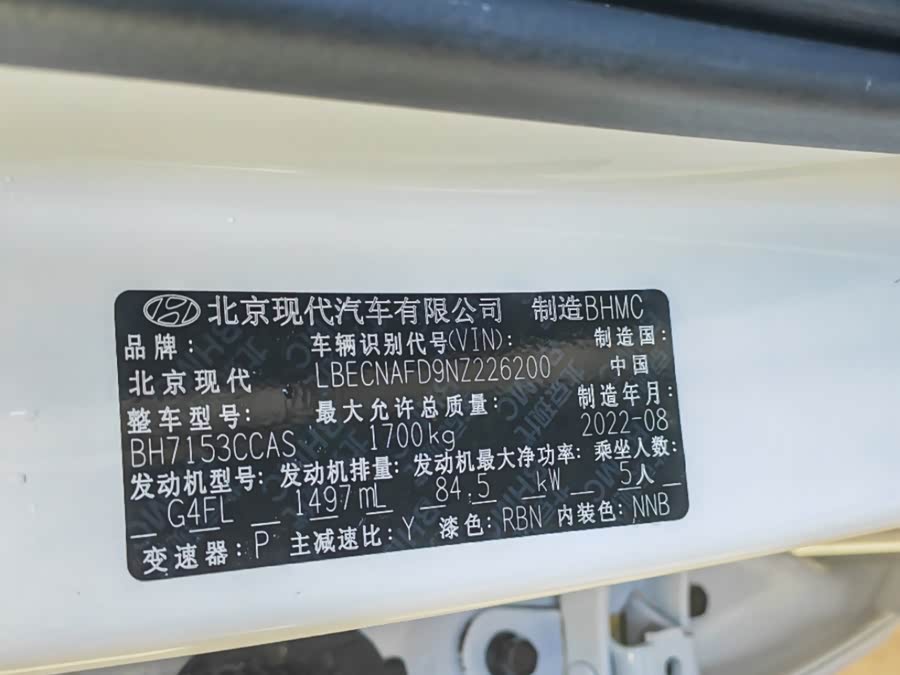 北京现代汽车有限公司 制造BHMC
品牌: 车辆识别代号(VIN): 制造国:
北京现代 LBECNAFD9NZ226200 中国
整车型号: 最大允许总质量: 制造年月:
BH7153CCAS 1700kg 2022-08
发动机型号: 发动机排量: 发动机最大净功率: 乘坐人数:
G4FL 1497mL 84.5 kW 5人
变速器: P 主减速比: Y 漆色: RBN 内装色: NNB